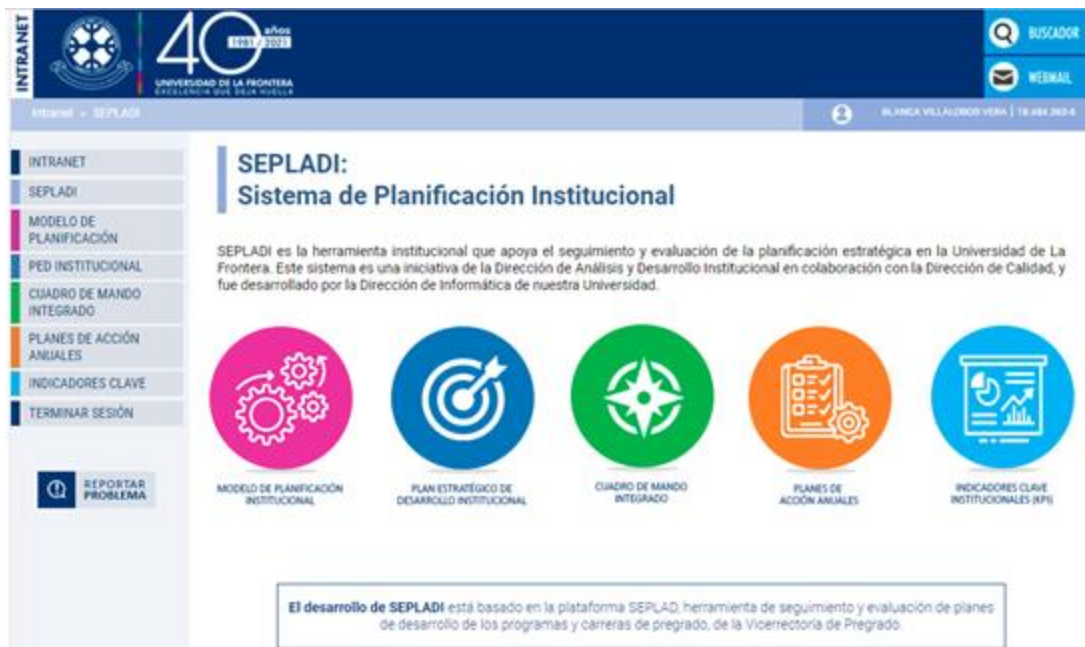 INTRANET
40 años
1981/2021
UNIVERSIDAD DE LA FRONTERA
EXCELENCIA QUE DEJA HUELLA
BUSCADOR
WEBMAIL
Intranet » SEPLADI
BLANCA VILLALOBOS VERA |
INTRANET
SEPLADI
MODELO DE
PLANIFICACIÓN
PED INSTITUCIONAL
CUADRO DE MANDO
INTEGRADO
PLANES DE ACCIÓN
ANUALES
INDICADORES CLAVE
TERMINAR SESIÓN
REPORTAR
PROBLEMA
SEPLADI:
Sistema de Planificación Institucional
SEPLADI es la herramienta institucional que apoya el seguimiento y evaluación de la planificación estratégica en la Universidad de La
Frontera. Este sistema es una iniciativa de la Dirección de Análisis y Desarrollo Institucional en colaboración con la Dirección de Calidad, y
fue desarrollado por la Dirección de Informática de nuestra Universidad.
MODELO DE PLANIFICACIÓN
INSTITUCIONAL
PLAN ESTRATÉGICO DE
DESARROLLO INSTITUCIONAL
CUADRO DE MANDO
INTEGRADO
PLANES DE
ACCIÓN ANUALES
INDICADORES CLAVE
INSTITUCIONALES (KPI)
El desarrollo de SEPLADI está basado en la plataforma SEPLAD, herramienta de seguimiento y evaluación de planes
de desarrollo de los programas y carreras de pregrado, de la Vicerrectoría de Pregrado.